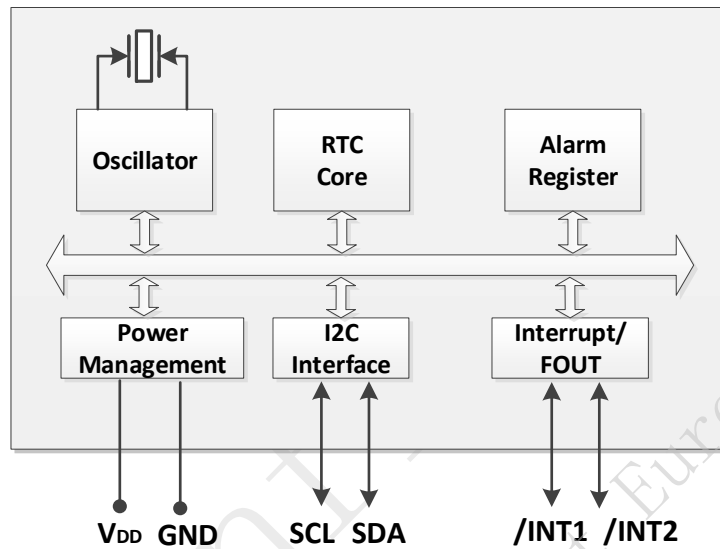 Oscillator
RTC
Core
Alarm
Register
Power
Management
I2C
Interface
Interrupt/
FOUT
VDD GND
SCL SDA
/INT1 /INT2